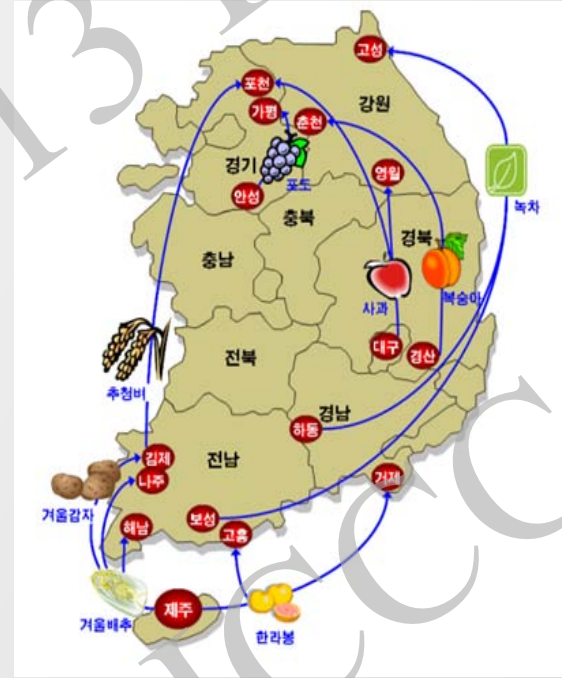 고성
포천
강원
가평
춘천
경기
포도
영월
안성
녹차
충북
경북
충남
사과
복숭아
대구
경산
전북
추청벼
경남
하동
김제
전남
나주
거제
겨울감자
보성
해남
고흥
제주
겨울배추
한라봉